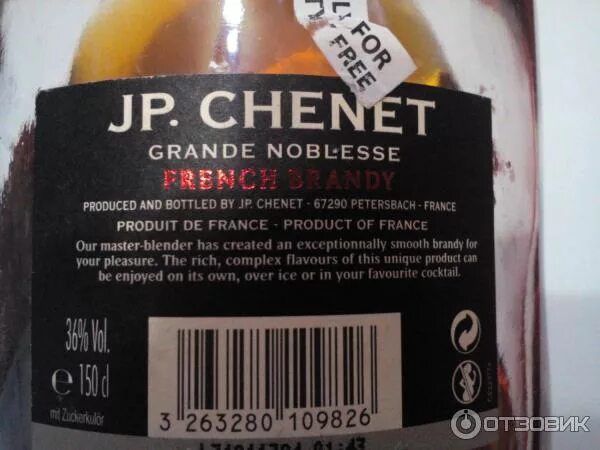 FOR
FREE
JP. CHENET
GRANDE NOBLESSE
FRENCH BRANDY
PRODUCED AND BOTTLED BY JP. CHENET - 67290 PETERSBACH - FRANCE
PRODUIT DE FRANCE - PRODUCT OF FRANCE
Our master-blender has created an exceptionnally smooth brandy for
your pleasure. The rich, complex flavours of this unique product can
be enjoyed on its own, over ice or in your favourite cocktail.
36% Vol.
e 150 cl
mit Zuckerkulör
3 263280 109826
ОТЗОВИК